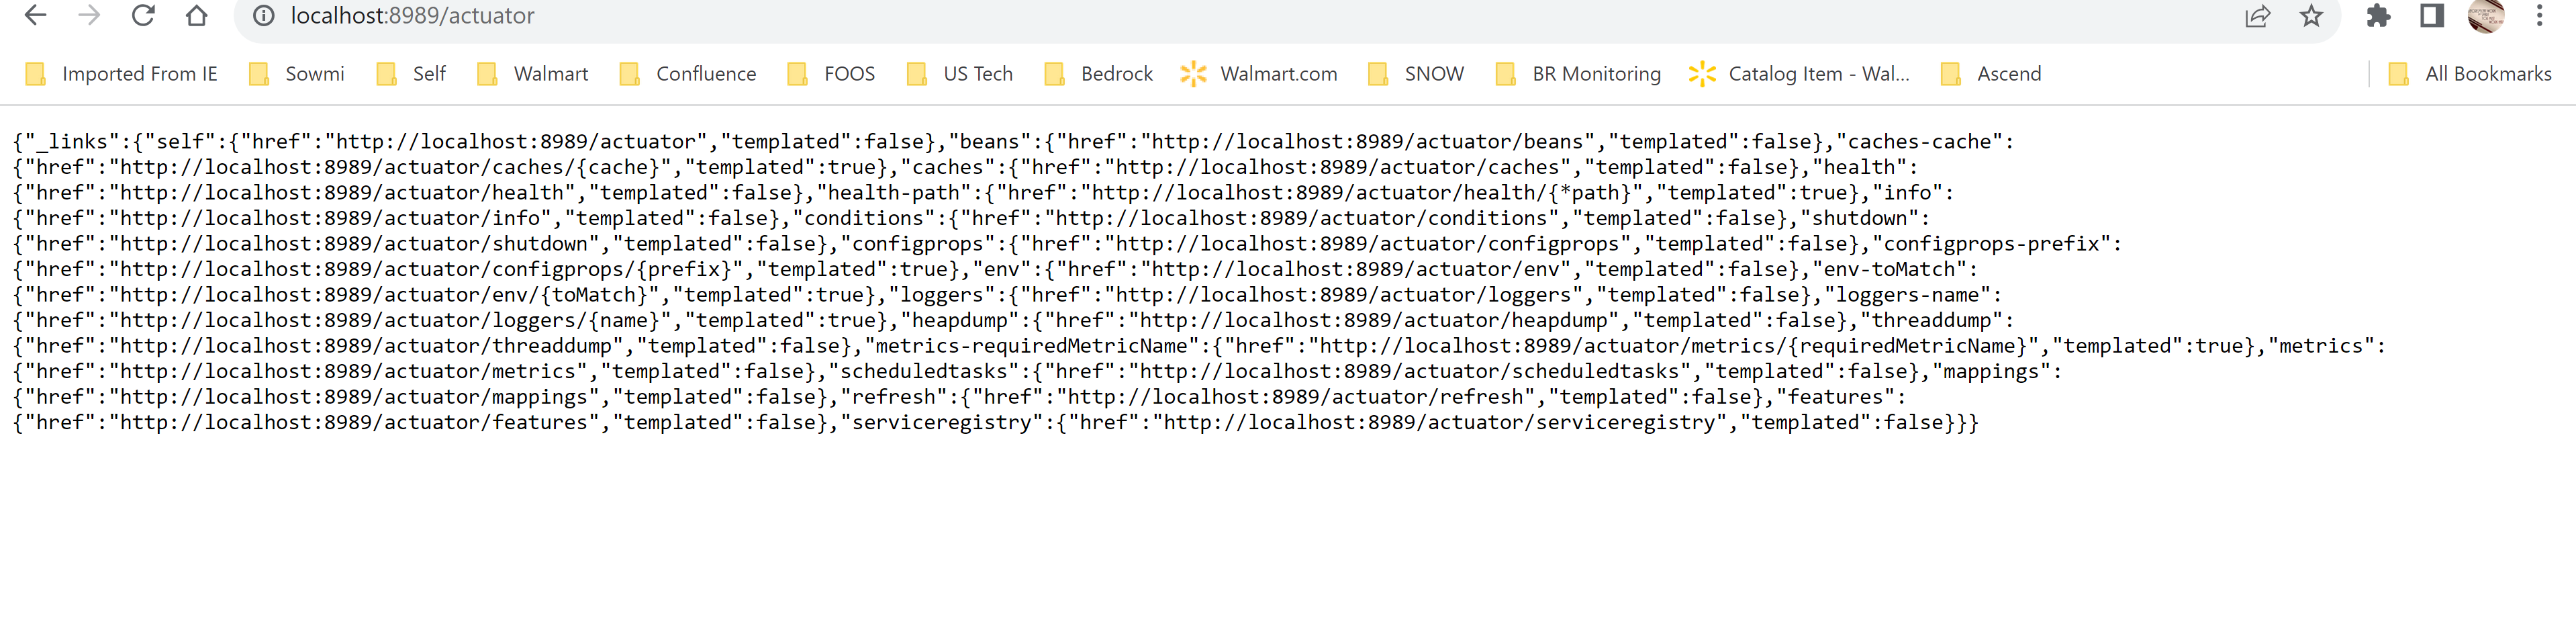 localhost:8989/actuator
Imported From IE Sowmi Self Walmart Confluence FOOS US Tech Bedrock Walmart.com SNOW BR Monitoring Catalog Item - Wal... Ascend All Bookmarks
{"_links":{"self":{"href":"http://localhost:8989/actuator","templated":false},"beans":{"href":"http://localhost:8989/actuator/beans","templated":false},"caches-cache":
{"href":"http://localhost:8989/actuator/caches/{cache}","templated":true},"caches":{"href":"http://localhost:8989/actuator/caches","templated":false},"health":
{"href":"http://localhost:8989/actuator/health","templated":false},"health-path":{"href":"http://localhost:8989/actuator/health/{*path}","templated":true},"info":
{"href":"http://localhost:8989/actuator/info","templated":false},"conditions":{"href":"http://localhost:8989/actuator/conditions","templated":false},"shutdown":
{"href":"http://localhost:8989/actuator/shutdown","templated":false},"configprops":{"href":"http://localhost:8989/actuator/configprops","templated":false},"configprops-prefix":
{"href":"http://localhost:8989/actuator/configprops/{prefix}","templated":true},"env":{"href":"http://localhost:8989/actuator/env","templated":false},"env-toMatch":
{"href":"http://localhost:8989/actuator/env/{toMatch}","templated":true},"loggers":{"href":"http://localhost:8989/actuator/loggers","templated":false},"loggers-name":
{"href":"http://localhost:8989/actuator/loggers/{name}","templated":true},"heapdump":{"href":"http://localhost:8989/actuator/heapdump","templated":false},"threaddump":
{"href":"http://localhost:8989/actuator/threaddump","templated":false},"metrics-requiredMetricName":{"href":"http://localhost:8989/actuator/metrics/{requiredMetricName}","templated":true},"metrics":
{"href":"http://localhost:8989/actuator/metrics","templated":false},"scheduledtasks":{"href":"http://localhost:8989/actuator/scheduledtasks","templated":false},"mappings":
{"href":"http://localhost:8989/actuator/mappings","templated":false},"refresh":{"href":"http://localhost:8989/actuator/refresh","templated":false},"features":
{"href":"http://localhost:8989/actuator/features","templated":false},"serviceregistry":{"href":"http://localhost:8989/actuator/serviceregistry","templated":false}}}